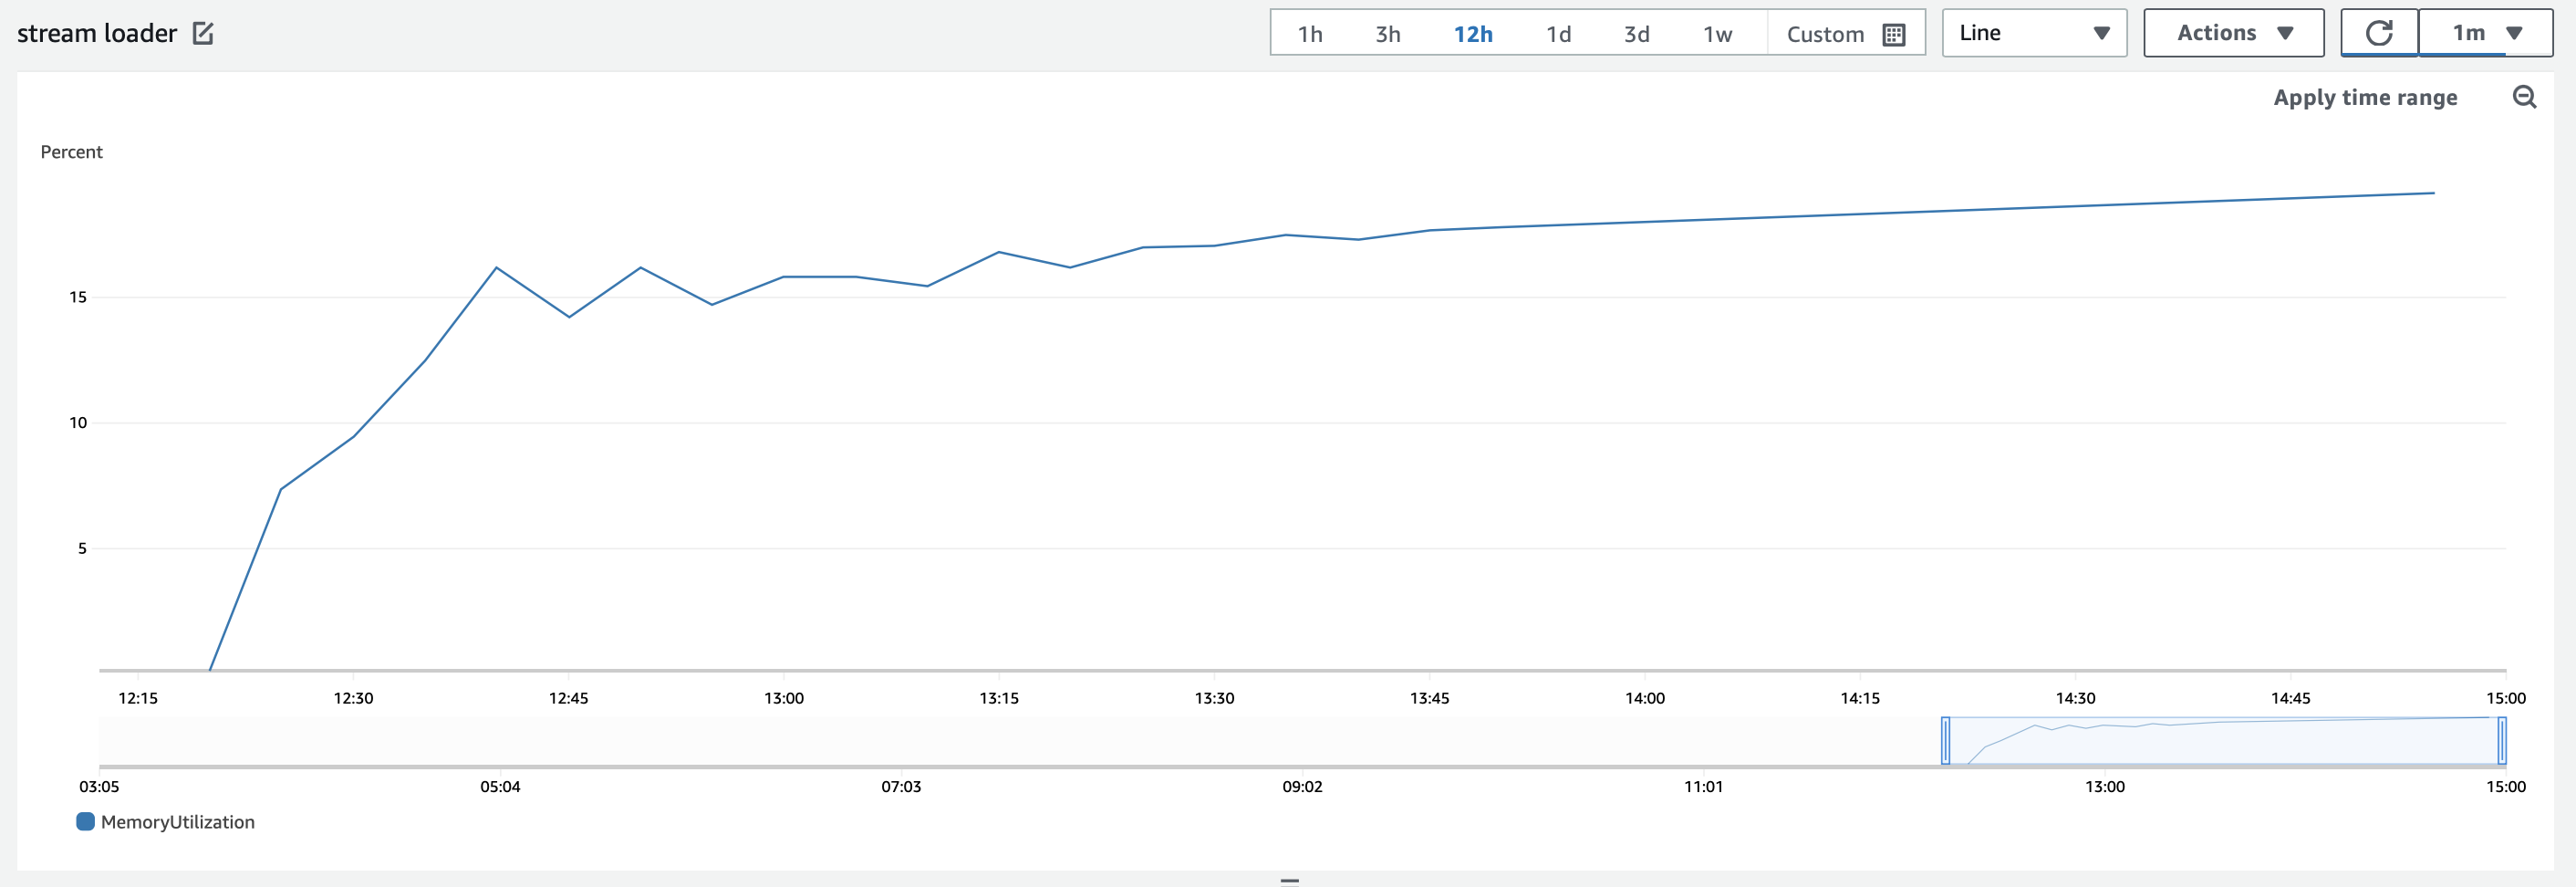 stream loader
1h 3h 12h 1d 3d 1w Custom Line Actions 1m
Apply time range
Percent
15
10
5
12:15 12:30 12:45 13:00 13:15 13:30 13:45 14:00 14:15 14:30 14:45 15:00
03:05 05:04 07:03 09:02 11:01 13:00 15:00
MemoryUtilization